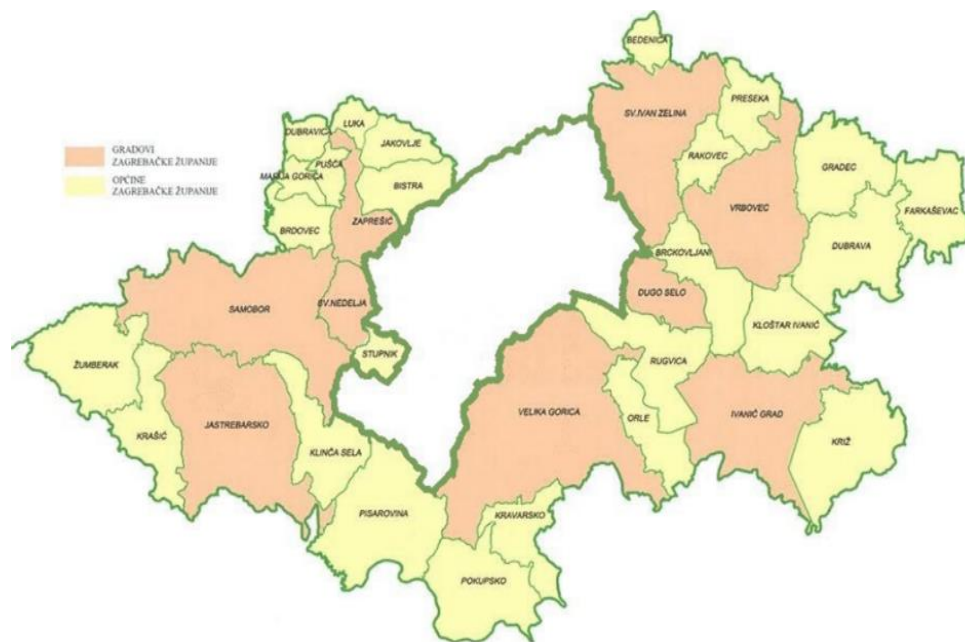 BEDENICA
SV.IVAN ZELINA
PRESEKA
LUKA
DUBRAVICA
JAKOVLJE
GRADOVI
ZAGREBAČKE ŽUPANIJE
OPĆINE
ZAGREBAČKE ŽUPANIJE
PUŠĆA
MARIJA GORICA
BISTRA
RAKOVEC
GRADEC
VRBOVEC
FARKAŠEVAC
ZAPREŠIĆ
BRDOVEC
DUBRAVA
BRCKOVLJANI
DUGO SELO
SV.NEDELJA
SAMOBOR
KLOŠTAR IVANIĆ
STUPNIK
ŽUMBERAK
RUGVICA
VELIKA GORICA
ORLE
IVANIĆ GRAD
JASTREBARSKO
KRAŠIĆ
KRIŽ
KLINČA SELA
PISAROVINA
KRAVARSKO
POKUPSKO